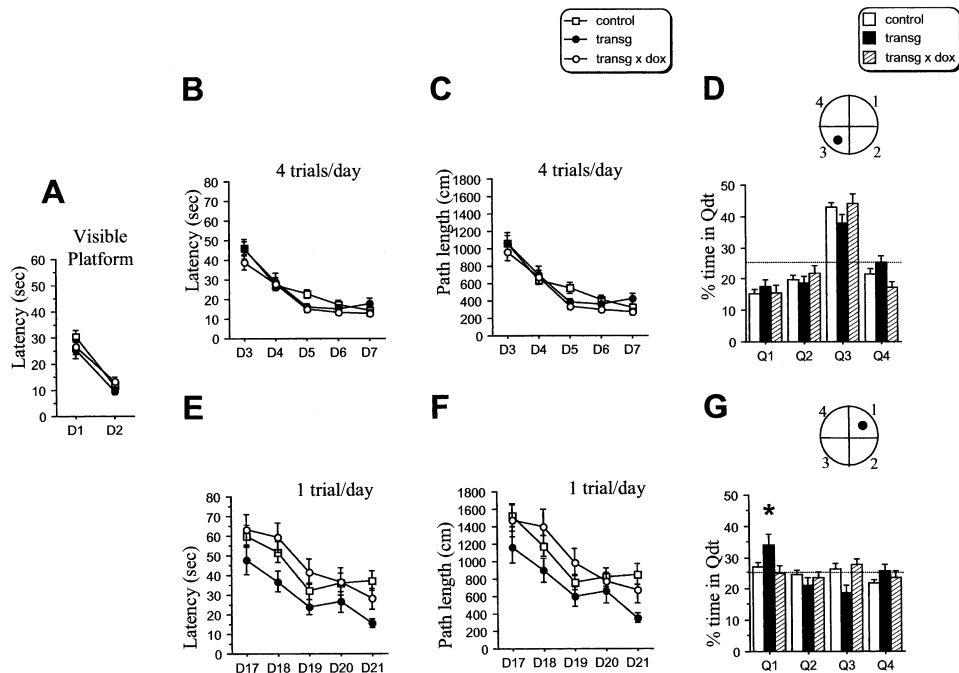 control
transg
transg x dox
control
transg
transg x dox
A
Visible
Platform
Latency (sec)
60
50
40
30
20
10
0
D1 D2
B
4 trials/day
Latency (sec)
80
70
60
50
40
30
20
10
0
D3 D4 D5 D6 D7
C
4 trials/day
Path length (cm)
1800
1600
1400
1200
1000
800
600
400
200
0
D3 D4 D5 D6 D7
D
4 1
3 2
% time in Qdt
50
40
30
20
10
0
Q1 Q2 Q3 Q4
E
1 trial/day
Latency (sec)
80
70
60
50
40
30
20
10
0
D17 D18 D19 D20 D21
F
1 trial/day
Path length (cm)
1800
1600
1400
1200
1000
800
600
400
200
0
D17 D18 D19 D20 D21
G
4 1
3 2
% time in Qdt
50
40
30
20
10
0
*
Q1 Q2 Q3 Q4